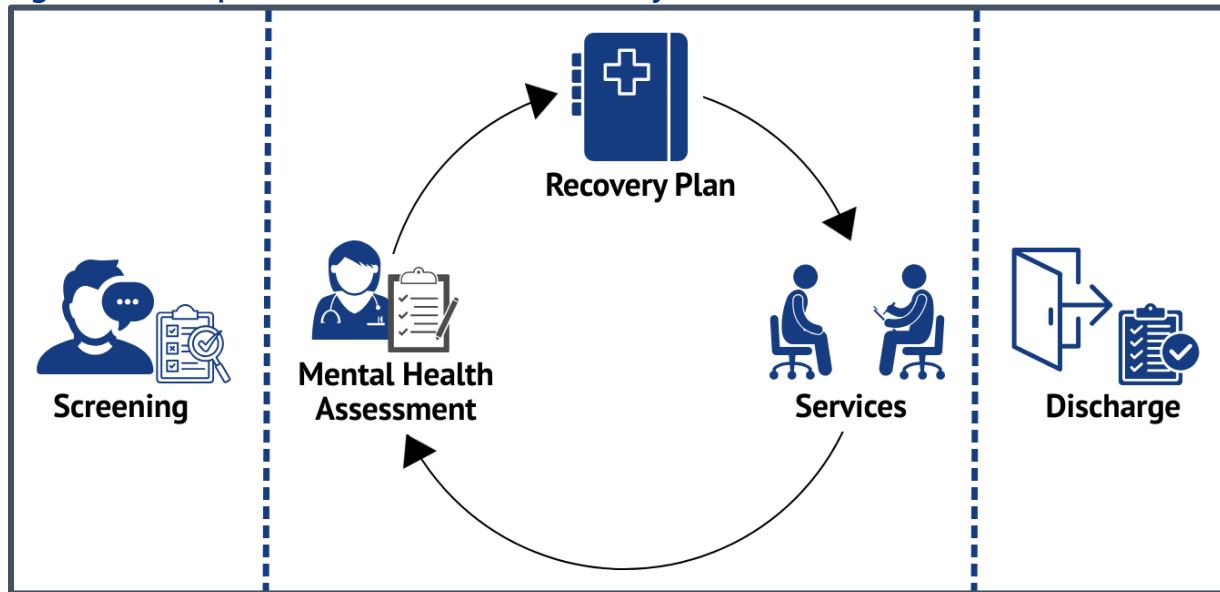 Recovery Plan
Mental Health
Assessment
Screening
Services
Discharge